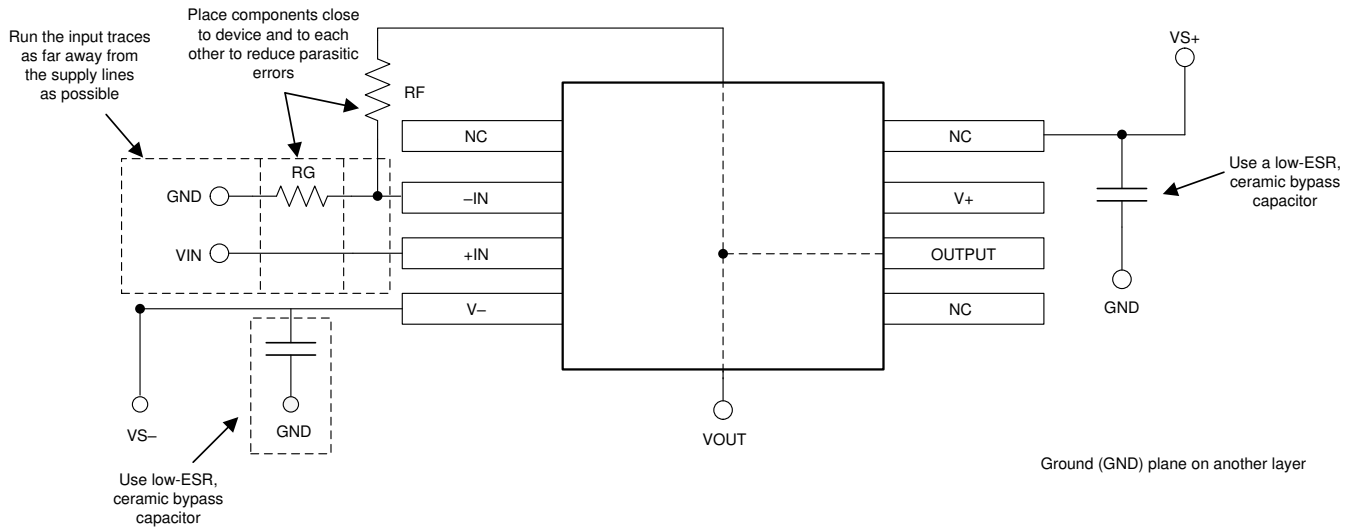 Place components close
to device and to each
other to reduce parasitic
errors
Run the input traces
as far away from
the supply lines
as possible
VS+
RF
NC
NC
RG
Use a low-ESR,
ceramic bypass
capacitor
GND
–IN
V+
VIN
+IN
OUTPUT
V–
NC
GND
VS–
GND
VOUT
Use low-ESR,
ceramic bypass
capacitor
Ground (GND) plane on another layer